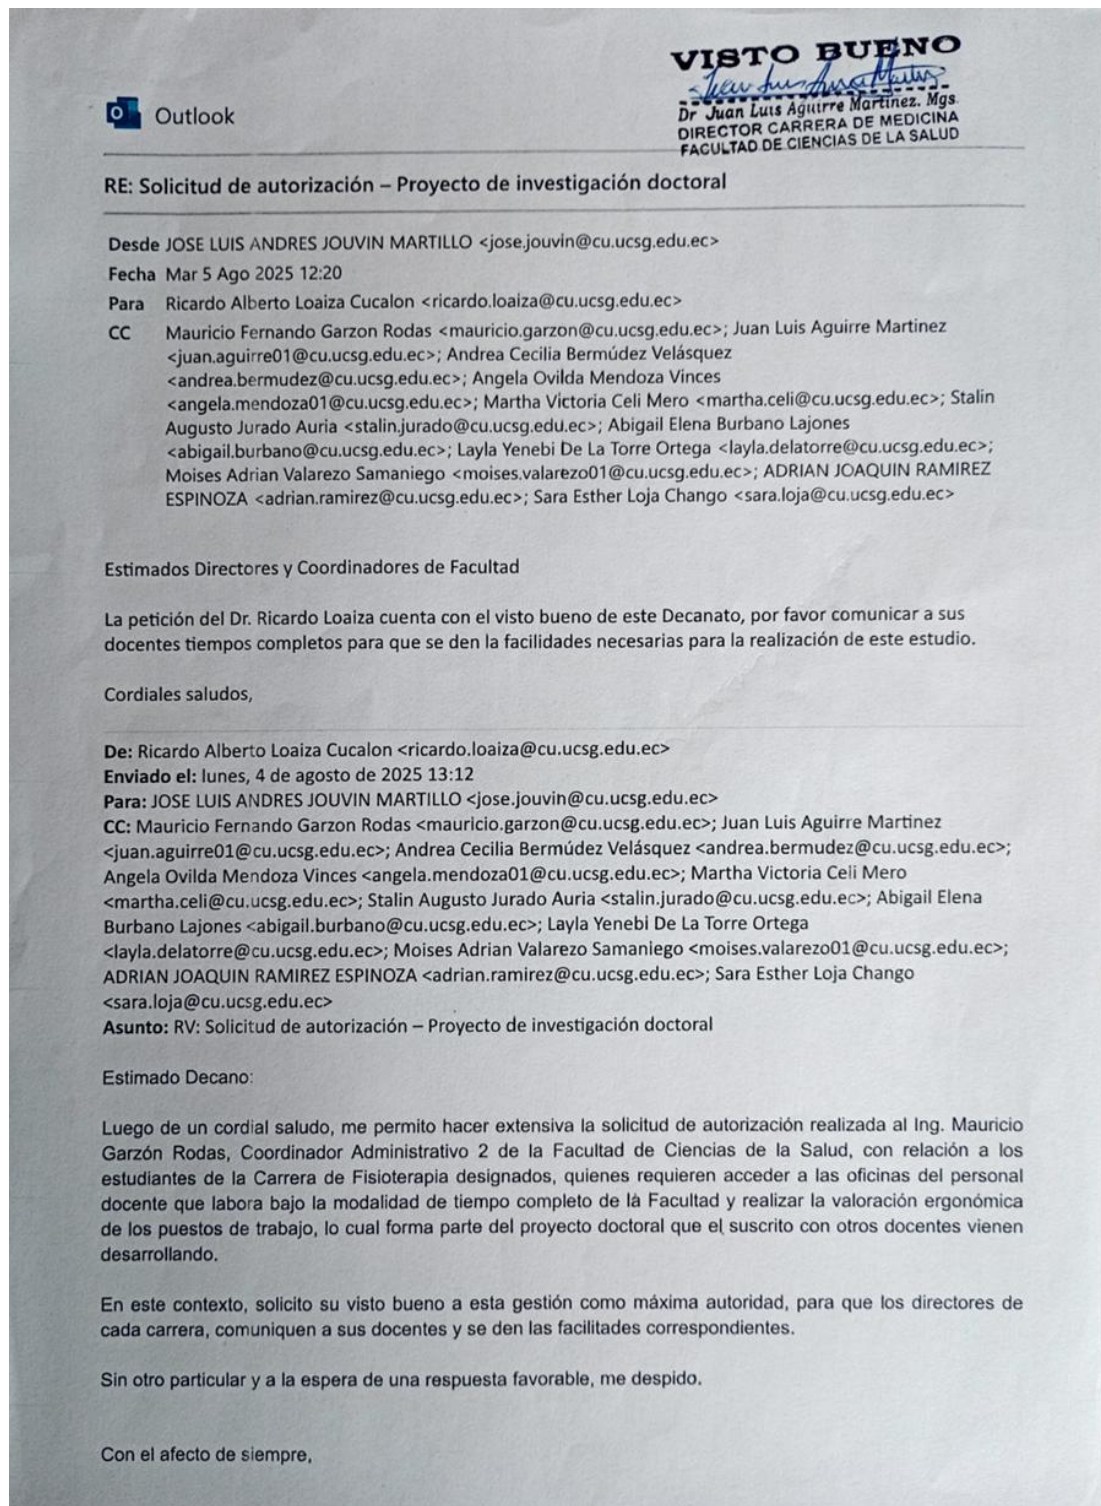 VISTO BUENO
Dr Juan Luis Aguirre Martinez. Mgs
DIRECTOR CARRERA DE MEDICINA
FACULTAD DE CIENCIAS DE LA SALUD
Outlook
RE: Solicitud de autorización – Proyecto de investigación doctoral
Desde JOSE LUIS ANDRES JOUVIN MARTILLO <jose.jouvin@cu.ucsg.edu.ec>
Fecha Mar 5 Ago 2025 12:20
Para Ricardo Alberto Loaiza Cucalon <ricardo.loaiza@cu.ucsg.edu.ec>
CC Mauricio Fernando Garzon Rodas <mauricio.garzon@cu.ucsg.edu.ec>; Juan Luis Aguirre Martinez
<juan.aguirre01@cu.ucsg.edu.ec>; Andrea Cecilia Bermúdez Velásquez
<andrea.bermudez@cu.ucsg.edu.ec>; Angela Ovilda Mendoza Vinces
<angela.mendoza01@cu.ucsg.edu.ec>; Martha Victoria Celi Mero <martha.celi@cu.ucsg.edu.ec>; Stalin
Augusto Jurado Auria <stalin.jurado@cu.ucsg.edu.ec>; Abigail Elena Burbano Lajones
<abigail.burbano@cu.ucsg.edu.ec>; Layla Yenebi De La Torre Ortega <layla.delatorre@cu.ucsg.edu.ec>;
Moises Adrian Valarezo Samaniego <moises.valarezo01@cu.ucsg.edu.ec>; ADRIAN JOAQUIN RAMIREZ
ESPINOZA <adrian.ramirez@cu.ucsg.edu.ec>; Sara Esther Loja Chango <sara.loja@cu.ucsg.edu.ec>
Estimados Directores y Coordinadores de Facultad
La petición del Dr. Ricardo Loaiza cuenta con el visto bueno de este Decanato, por favor comunicar a sus
docentes tiempos completos para que se den la facilidades necesarias para la realización de este estudio.
Cordiales saludos,
De: Ricardo Alberto Loaiza Cucalon <ricardo.loaiza@cu.ucsg.edu.ec>
Enviado el: lunes, 4 de agosto de 2025 13:12
Para: JOSE LUIS ANDRES JOUVIN MARTILLO <jose.jouvin@cu.ucsg.edu.ec>
CC: Mauricio Fernando Garzon Rodas <mauricio.garzon@cu.ucsg.edu.ec>; Juan Luis Aguirre Martinez
<juan.aguirre01@cu.ucsg.edu.ec>; Andrea Cecilia Bermúdez Velásquez <andrea.bermudez@cu.ucsg.edu.ec>;
Angela Ovilda Mendoza Vinces <angela.mendoza01@cu.ucsg.edu.ec>; Martha Victoria Celi Mero
<martha.celi@cu.ucsg.edu.ec>; Stalin Augusto Jurado Auria <stalin.jurado@cu.ucsg.edu.ec>; Abigail Elena
Burbano Lajones <abigail.burbano@cu.ucsg.edu.ec>; Layla Yenebi De La Torre Ortega
<layla.delatorre@cu.ucsg.edu.ec>; Moises Adrian Valarezo Samaniego <moises.valarezo01@cu.ucsg.edu.ec>;
ADRIAN JOAQUIN RAMIREZ ESPINOZA <adrian.ramirez@cu.ucsg.edu.ec>; Sara Esther Loja Chango
<sara.loja@cu.ucsg.edu.ec>
Asunto: RV: Solicitud de autorización – Proyecto de investigación doctoral
Estimado Decano:
Luego de un cordial saludo, me permito hacer extensiva la solicitud de autorización realizada al Ing. Mauricio
Garzón Rodas, Coordinador Administrativo 2 de la Facultad de Ciencias de la Salud, con relación a los
estudiantes de la Carrera de Fisioterapia designados, quienes requieren acceder a las oficinas del personal
docente que labora bajo la modalidad de tiempo completo de la Facultad y realizar la valoración ergonómica
de los puestos de trabajo, lo cual forma parte del proyecto doctoral que el suscrito con otros docentes vienen
desarrollando.
En este contexto, solicito su visto bueno a esta gestión como máxima autoridad, para que los directores de
cada carrera, comuniquen a sus docentes y se den las facilitades correspondientes.
Sin otro particular y a la espera de una respuesta favorable, me despido.
Con el afecto de siempre,